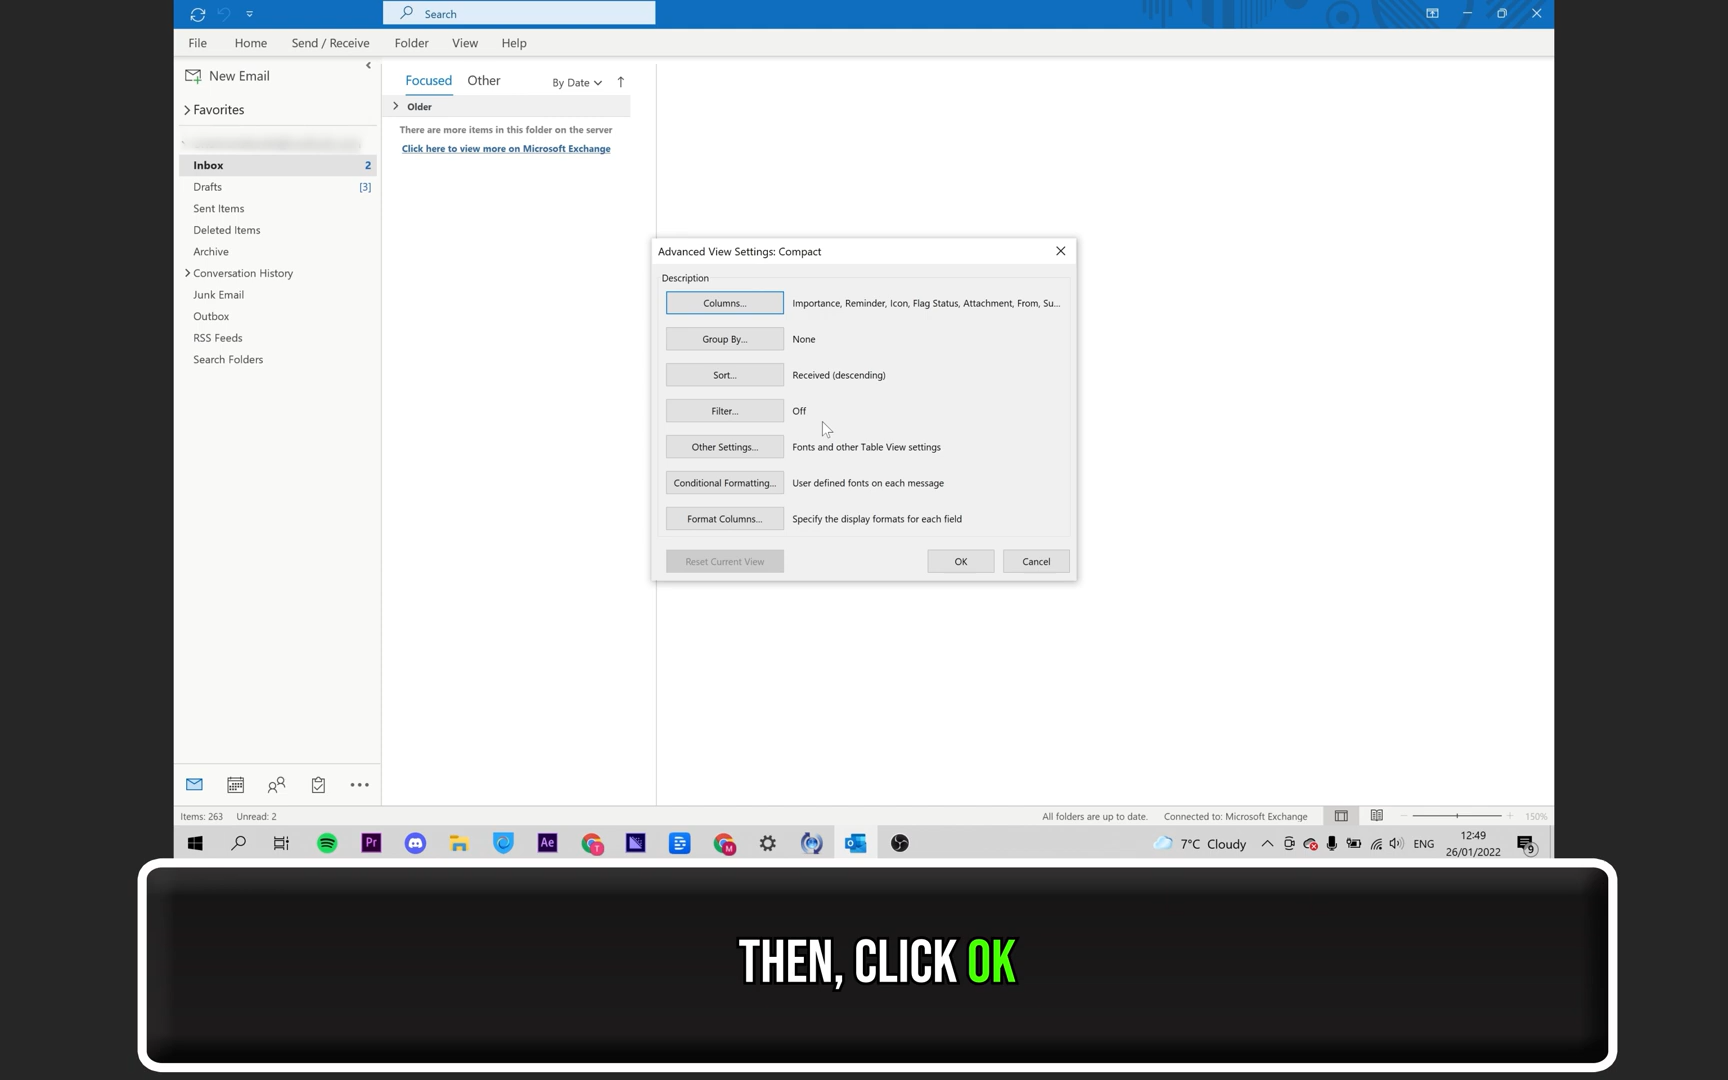 Search
File Home Send / Receive Folder View Help
New Email
Favorites
Inbox 2
Drafts [3]
Sent Items
Deleted Items
Archive
Conversation History
Junk Email
Outbox
RSS Feeds
Search Folders
Focused Other By Date
Older
There are more items in this folder on the server
Click here to view more on Microsoft Exchange
Advanced View Settings: Compact
Description
Columns... Importance, Reminder, Icon, Flag Status, Attachment, From, Su...
Group By... None
Sort... Received (descending)
Filter... Off
Other Settings... Fonts and other Table View settings
Conditional Formatting... User defined fonts on each message
Format Columns... Specify the display formats for each field
Reset Current View OK Cancel
Items: 263 Unread: 2 All folders are up to date. Connected to: Microsoft Exchange 150%
Pr Ae T M 7°C Cloudy ENG 12:49
26/01/2022 9
THEN, CLICK OK